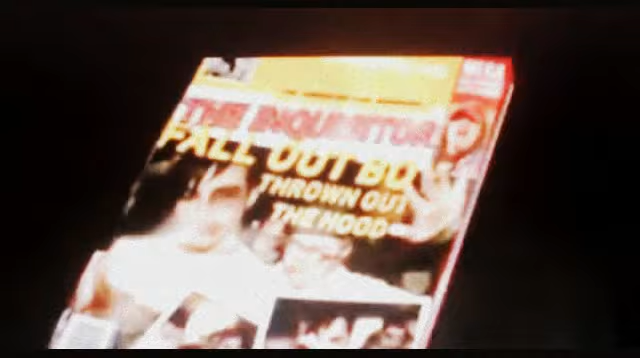 THE INQUISITOR
FALL OUT BO
THROWN OUT
THE HOOD